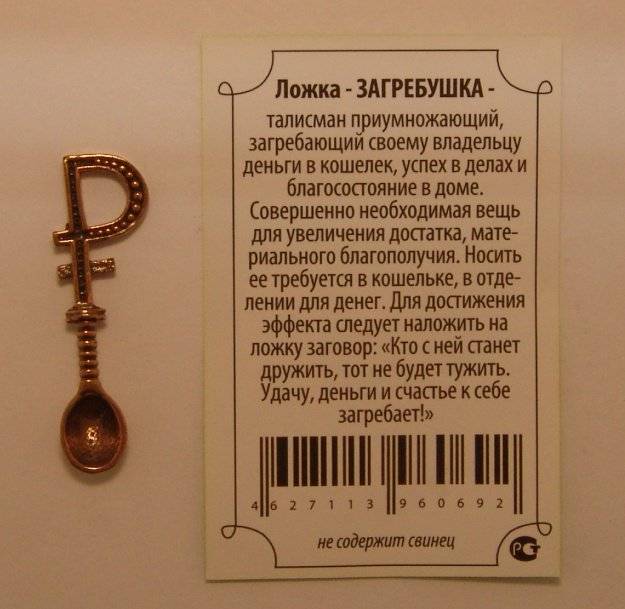 Ложка - ЗАГРЕБУШКА -
талисман приумножающий,
загребающий своему владельцу
деньги в кошелек, успех в делах и
благосостояние в доме.
Совершенно необходимая вещь
для увеличения достатка, мате-
риального благополучия. Носить
ее требуется в кошельке, в отде-
лении для денег. Для достижения
эффекта следует наложить на
ложку заговор: «Кто с ней станет
дружить, тот не будет тужить.
Удачу, деньги и счастье к себе
загребает!»
4 627113 960692
не содержит свинец